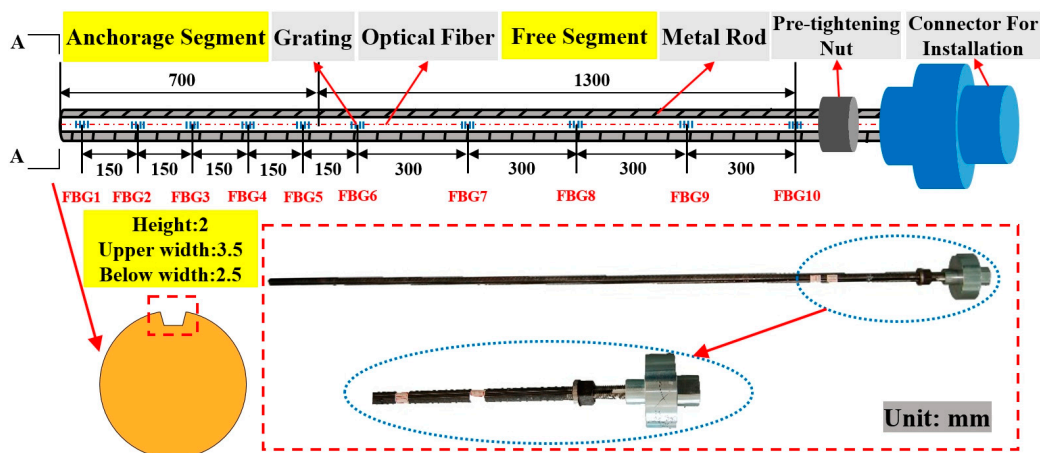 A
Anchorage Segment
Grating
Optical Fiber
Free Segment
Metal Rod
Pre-tightening
Nut
Connector For
Installation
700
1300
A
150
150
150
150
150
300
300
300
300
FBG1
FBG2
FBG3
FBG4
FBG5
FBG6
FBG7
FBG8
FBG9
FBG10
Height:2
Upper width:3.5
Below width:2.5
Unit: mm